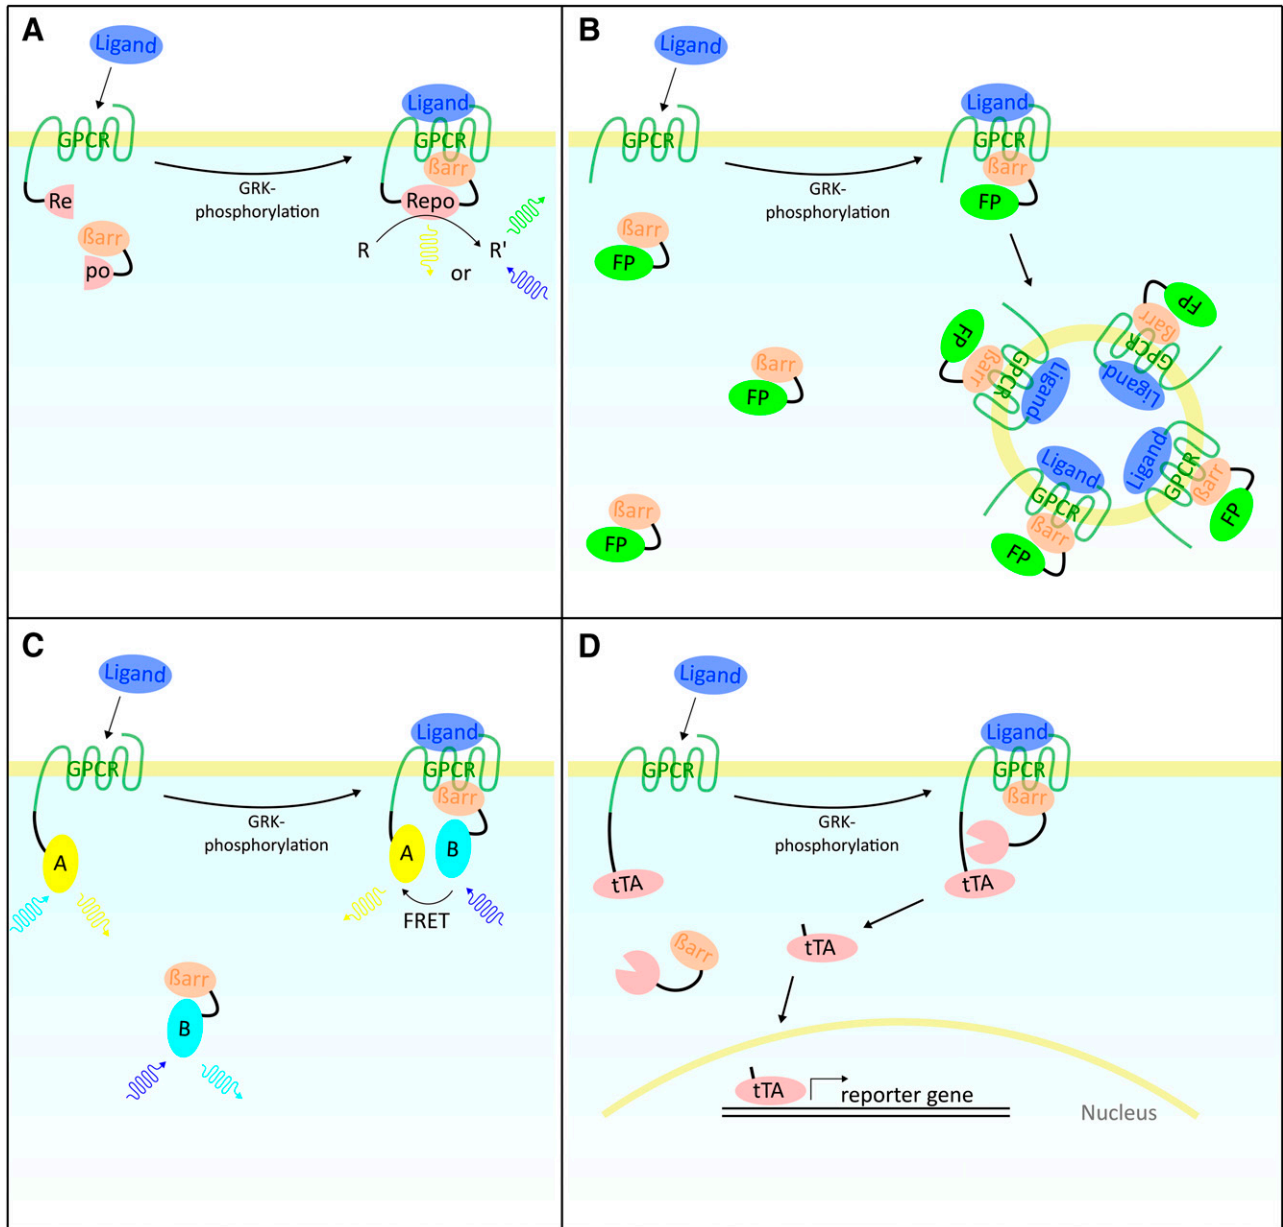 A
Ligand
GPCR
Re
ßarr
po
GRK-
phosphorylation
Ligand
GPCR
ßarr
Repo
R
R'
or
B
Ligand
GPCR
ßarr
FP
ßarr
FP
ßarr
FP
GRK-
phosphorylation
Ligand
GPCR
ßarr
FP
FP
ßarr
GPCR
Ligand
FP
ßarr
GPCR
Ligand
Ligand
GPCR
ßarr
FP
Ligand
GPCR
ßarr
FP
C
Ligand
GPCR
A
GRK-
phosphorylation
Ligand
GPCR
ßarr
A
B
FRET
ßarr
B
D
Ligand
GPCR
tTA
GRK-
phosphorylation
Ligand
GPCR
ßarr
tTA
ßarr
tTA
tTA
reporter gene
Nucleus